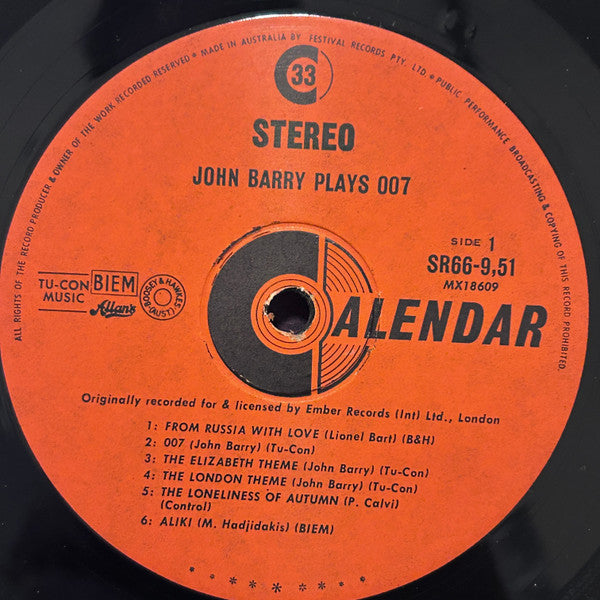 ALL RIGHTS OF THE RECORD PRODUCER & OWNER OF THE WORK RECORDED RESERVED * MADE IN AUSTRALIA BY FESTIVAL RECORDS PTY. LTD. * PUBLIC PERFORMANCE BROADCASTING & COPYING OF THIS RECORD PROHIBITED.
33
STEREO
JOHN BARRY PLAYS 007
SIDE 1
SR66-9,51
MX18609
TU-CON
MUSIC
BIEM
Allan's
BOOSEY & HAWKES
(AUST)
CALENDAR
Originally recorded for & licensed by Ember Records (Int) Ltd., London
1: FROM RUSSIA WITH LOVE (Lionel Bart) (B&H)
2: 007 (John Barry) (Tu-Con)
3: THE ELIZABETH THEME (John Barry) (Tu-Con)
4: THE LONDON THEME (John Barry) (Tu-Con)
5: THE LONELINESS OF AUTUMN (P. Calvi)
(Control)
6: ALIKI (M. Hadjidakis) (BIEM)